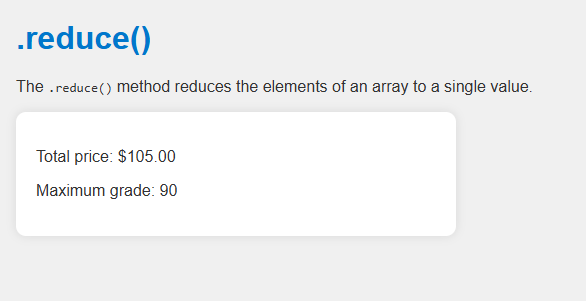 .reduce()
The .reduce() method reduces the elements of an array to a single value.
Total price: $105.00
Maximum grade: 90